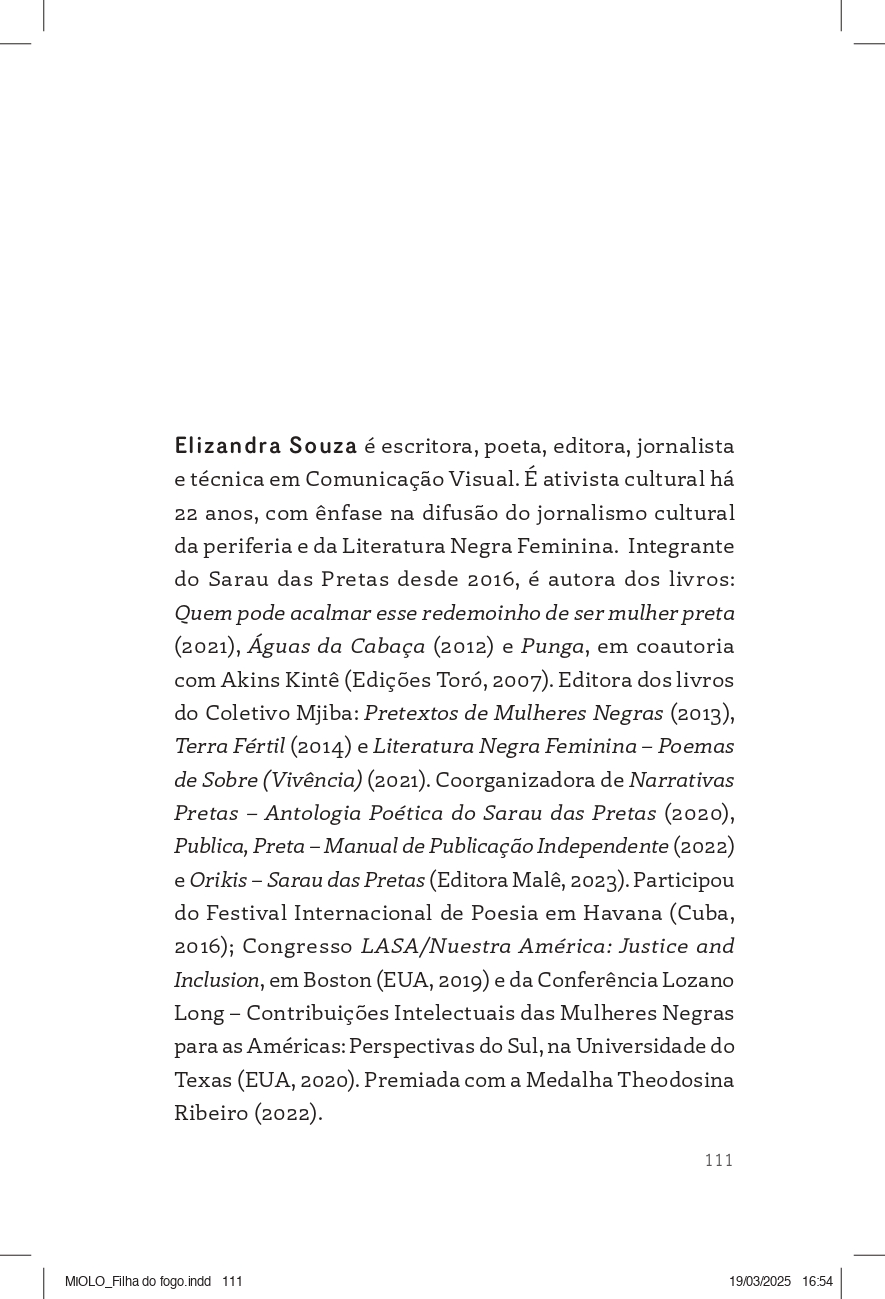 Elizandra Souza é escritora, poeta, editora, jornalista
e técnica em Comunicação Visual. É ativista cultural há
22 anos, com ênfase na difusão do jornalismo cultural
da periferia e da Literatura Negra Feminina.  Integrante
do Sarau das Pretas desde 2016, é autora dos livros:
Quem pode acalmar esse redemoinho de ser mulher preta
(2021), Águas da Cabaça (2012) e Punga, em coautoria
com Akins Kintê (Edições Toró, 2007). Editora dos livros
do Coletivo Mjiba: Pretextos de Mulheres Negras (2013),
Terra Fértil (2014) e Literatura Negra Feminina – Poemas
de Sobre (Vivência) (2021). Coorganizadora de Narrativas
Pretas – Antologia Poética do Sarau das Pretas (2020),
Publica, Preta – Manual de Publicação Independente (2022)
e Orikis – Sarau das Pretas (Editora Malê, 2023). Participou
do Festival Internacional de Poesia em Havana (Cuba,
2016); Congresso LASA/Nuestra América: Justice and
Inclusion, em Boston (EUA, 2019) e da Conferência Lozano
Long – Contribuições Intelectuais das Mulheres Negras
para as Américas: Perspectivas do Sul, na Universidade do
Texas (EUA, 2020). Premiada com a Medalha Theodosina
Ribeiro (2022).
111
MIOLO_Filha do fogo.indd   111    19/03/2025   16:54